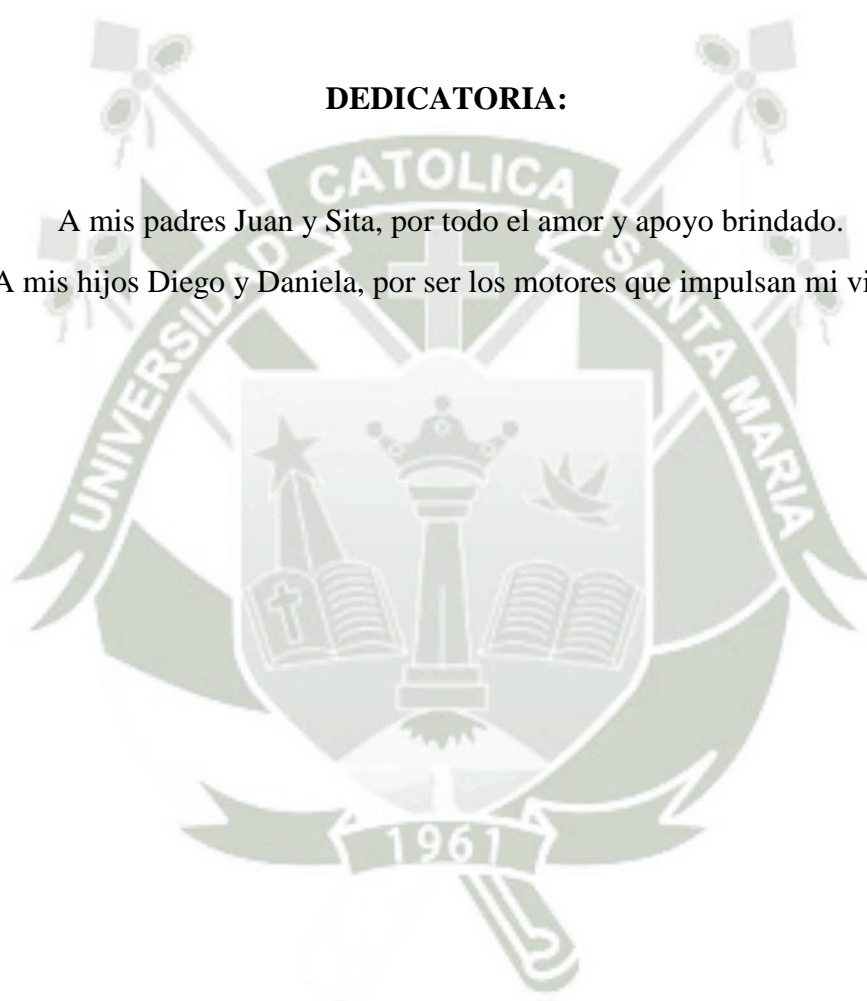 DEDICATORIA:
UNIVERSIDAD CATOLICA SANTA MARIA
A mis padres Juan y Sita, por todo el amor y apoyo brindado.
A mis hijos Diego y Daniela, por ser los motores que impulsan mi
1961